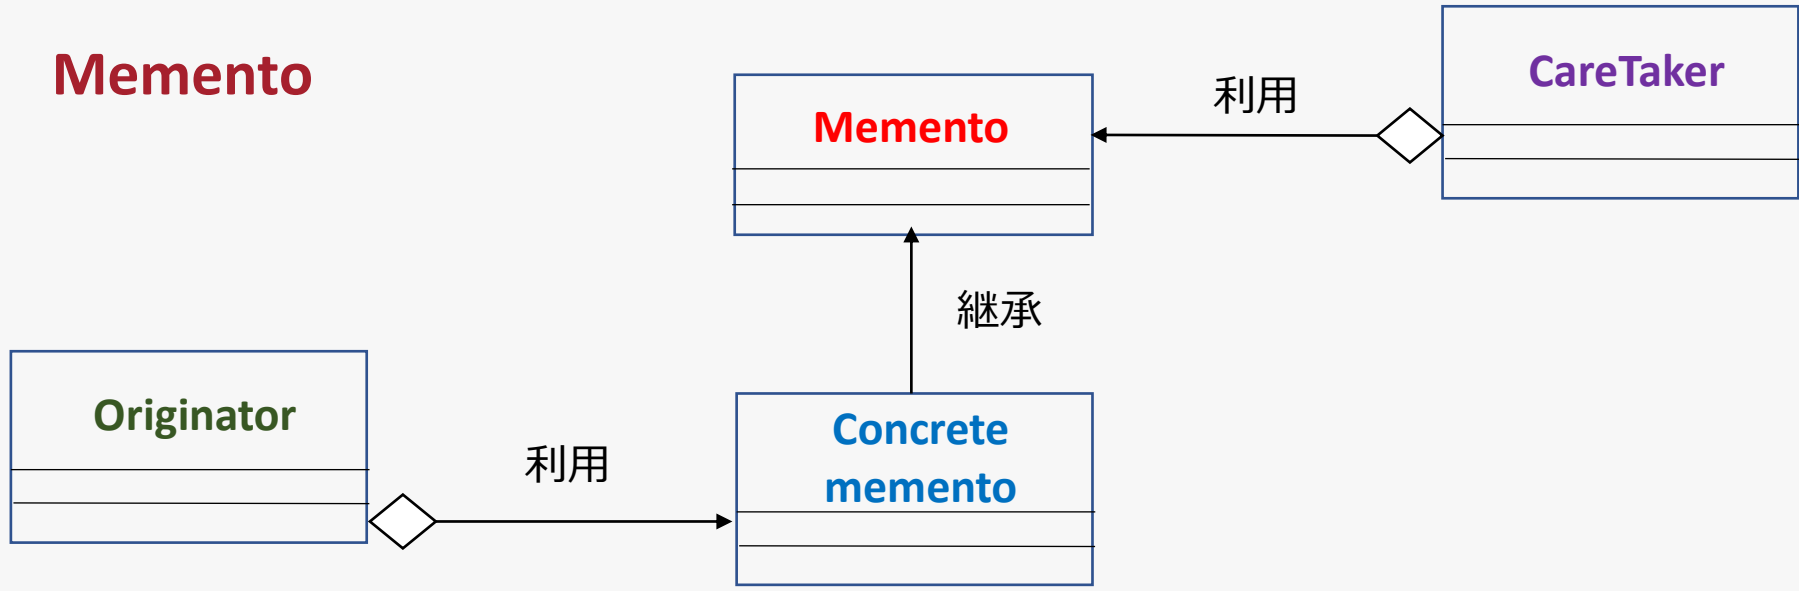 Memento
CareTaker
利用
Memento
継承
Originator
利用
Concrete
memento